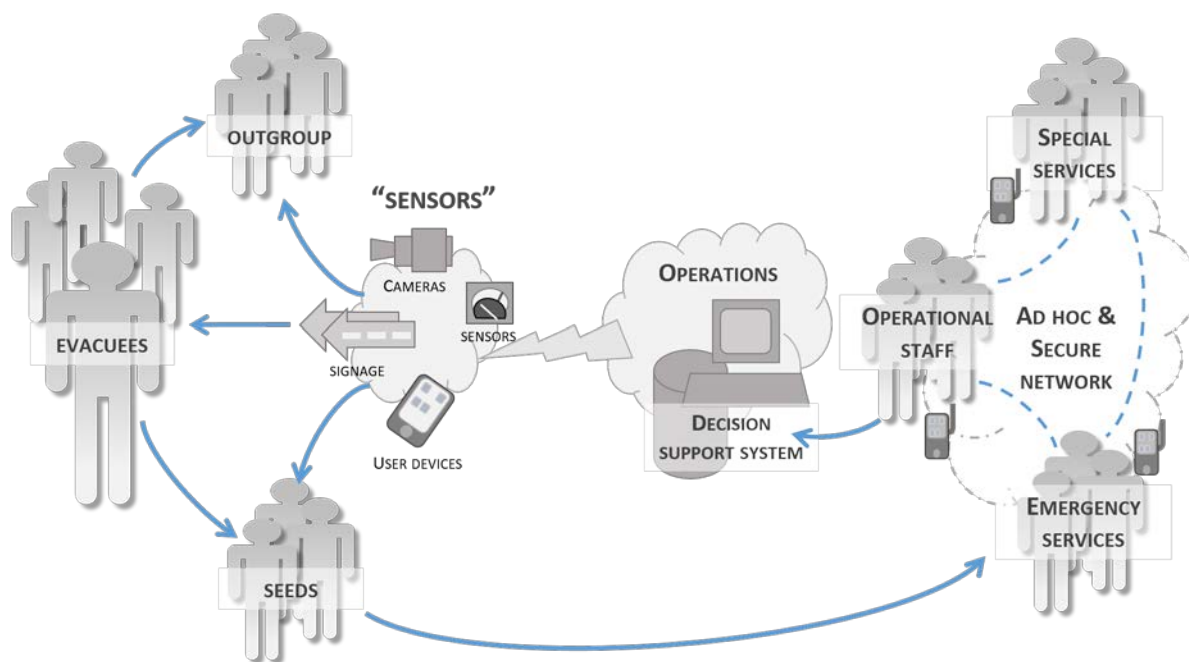 OUTGROUP
"SENSORS"
CAMERAS
SENSORS
SIGNAGE
USER DEVICES
EVACUEES
SEEDS
OPERATIONS
DECISION
SUPPORT SYSTEM
SPECIAL
SERVICES
OPERATIONAL
STAFF
AD HOC &
SECURE
NETWORK
EMERGENCY
SERVICES